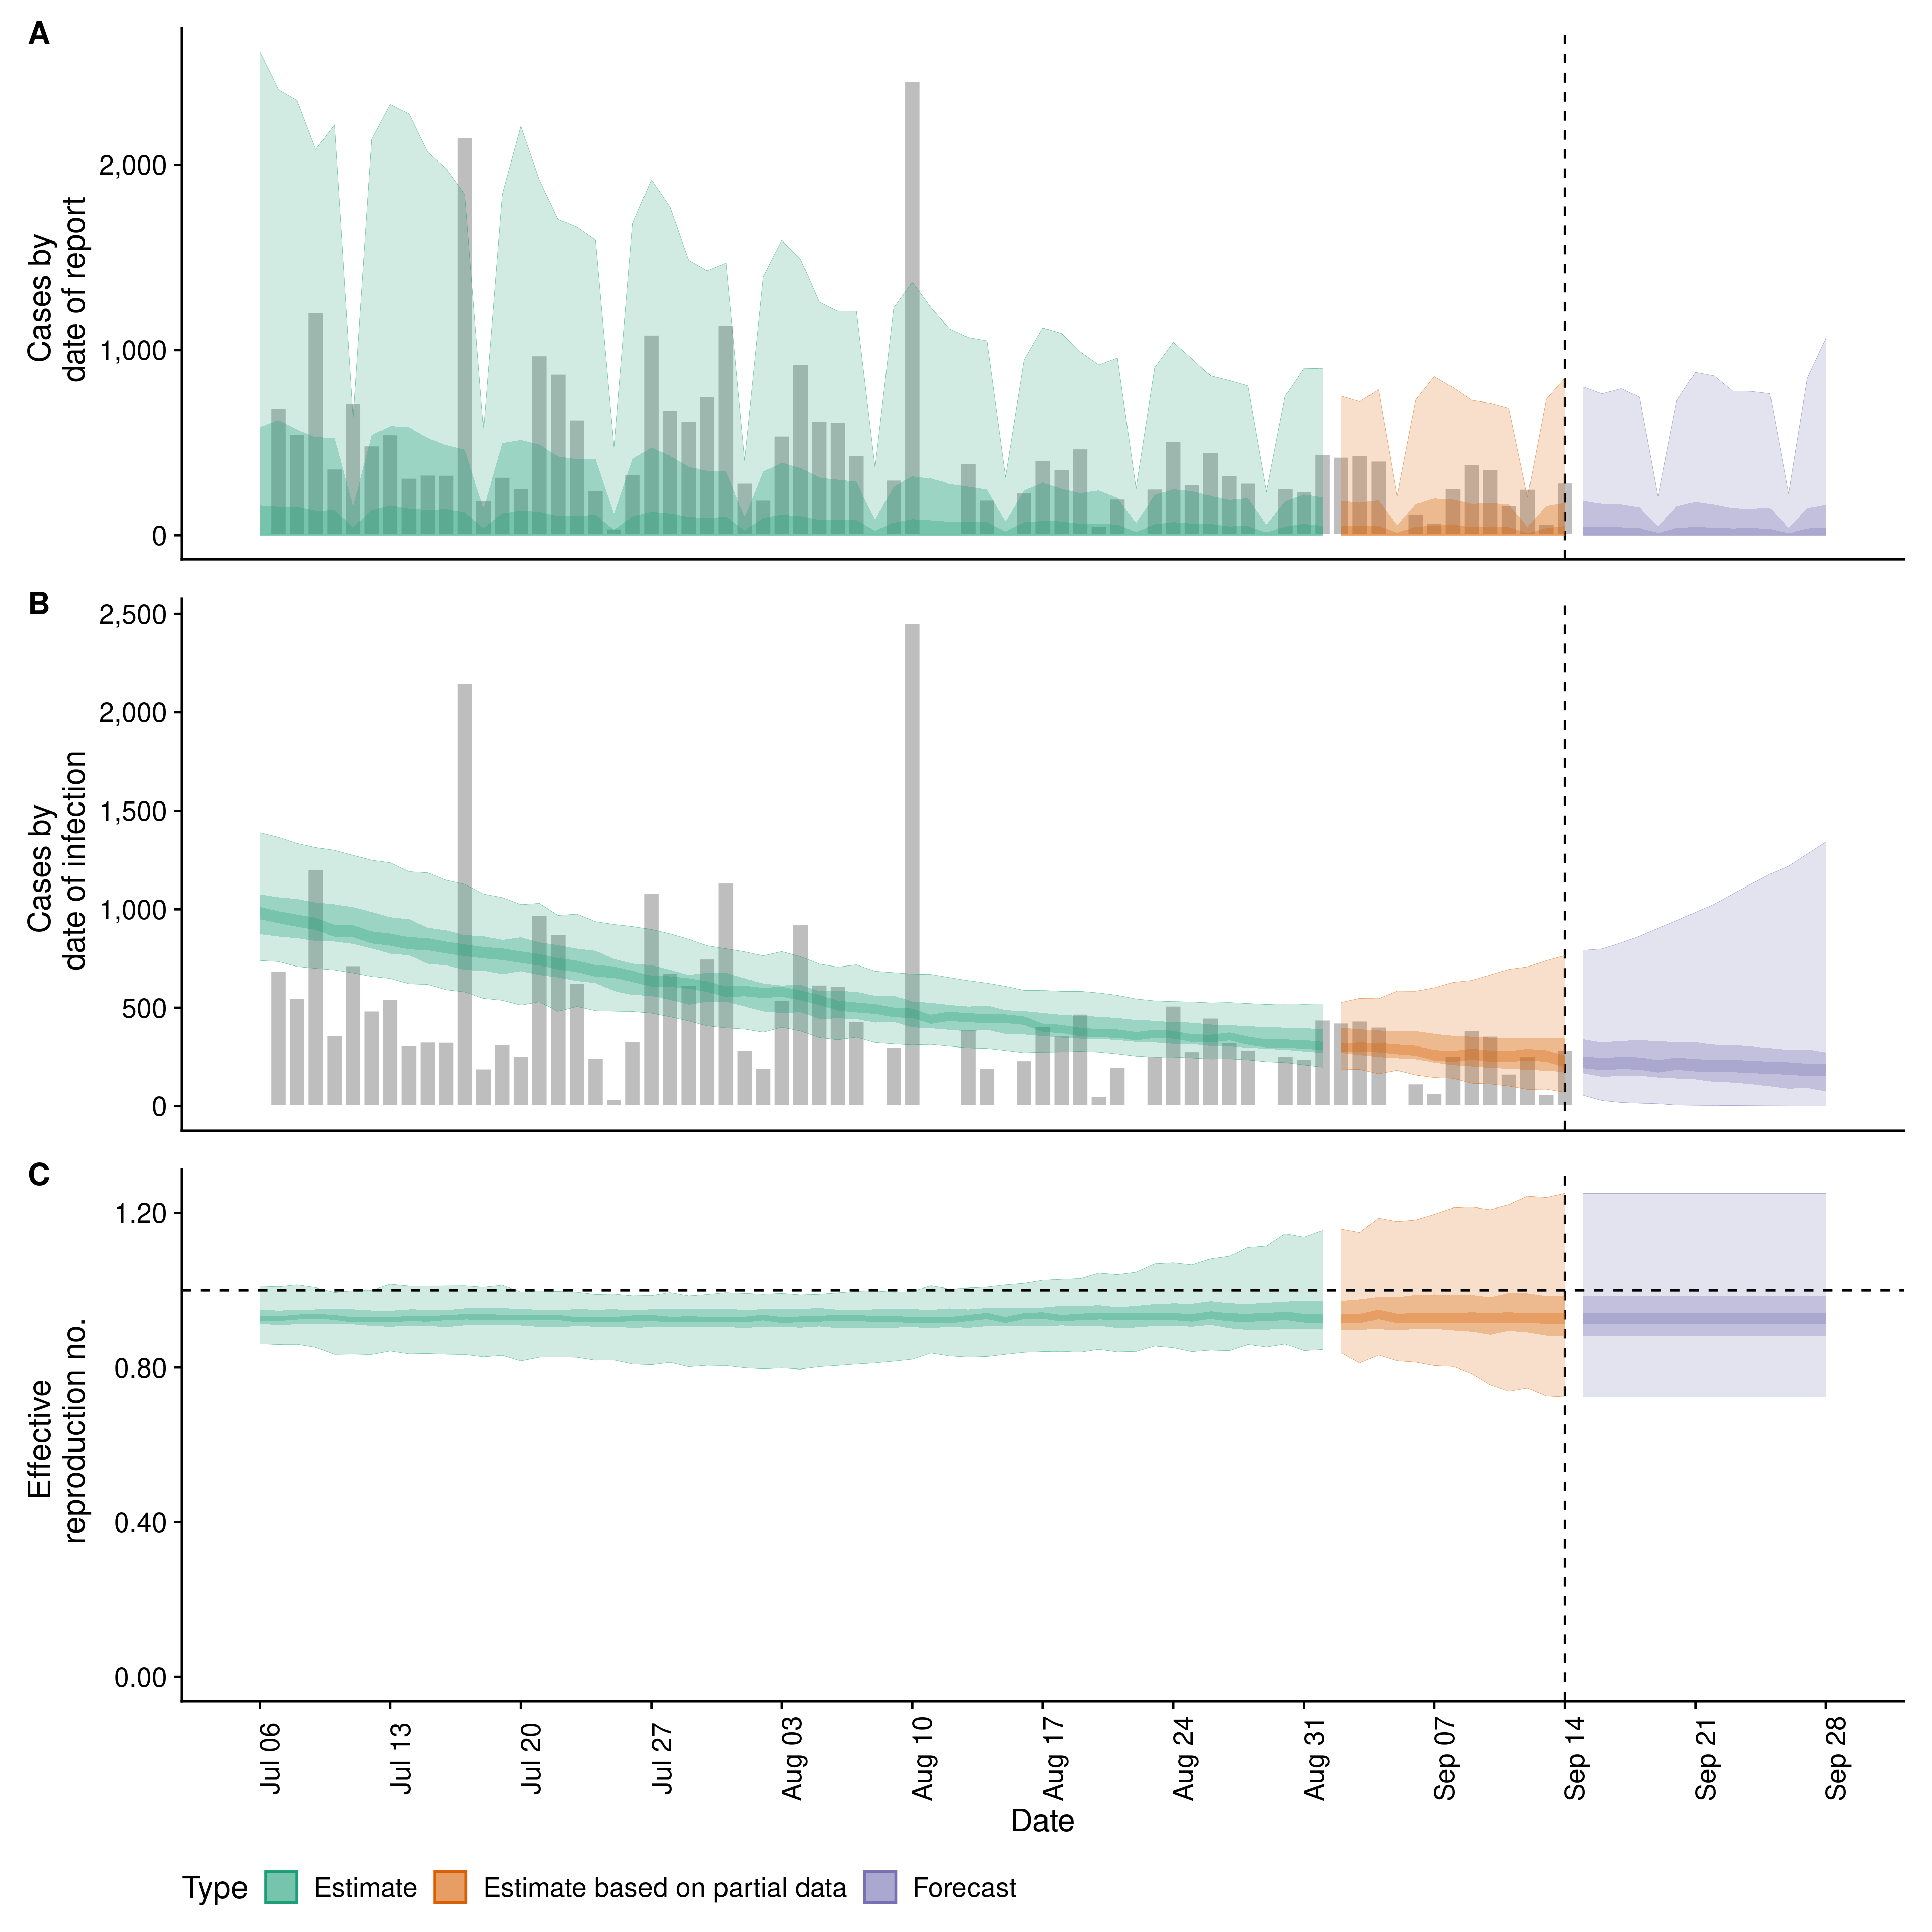 A
Cases by
date of report
2,000
1,000
0
B
Cases by
date of infection
2,500
2,000
1,500
1,000
500
0
C
Effective
reproduction no.
1.20
0.80
0.40
0.00
Jul 06
Jul 13
Jul 20
Jul 27
Aug 03
Aug 10
Aug 17
Aug 24
Aug 31
Sep 07
Sep 14
Sep 21
Sep 28
Date
Type Estimate Estimate based on partial data Forecast